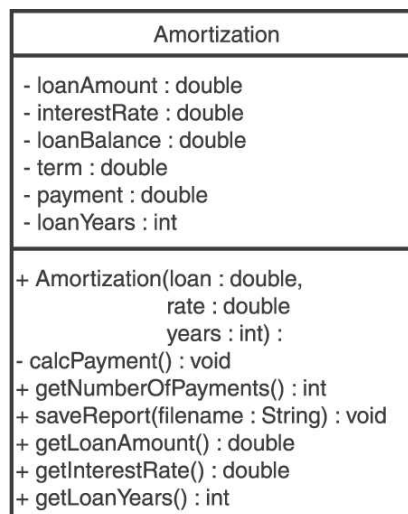 Amortization
- loanAmount : double
- interestRate : double
- loanBalance : double
- term : double
- payment : double
- loanYears : int
+ Amortization(loan : double,
rate : double
years : int) :
- calcPayment() : void
+ getNumberOfPayments() : int
+ saveReport(filename : String) : void
+ getLoanAmount() : double
+ getInterestRate() : double
+ getLoanYears() : int